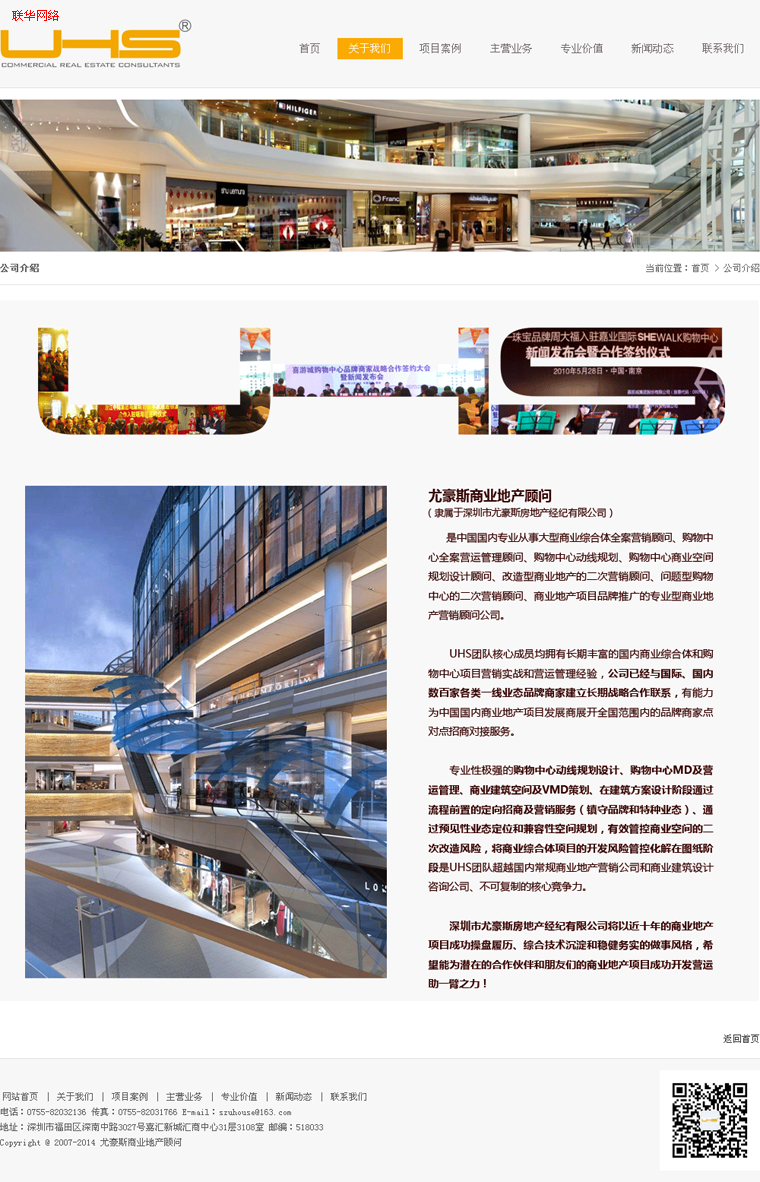 联华网络
UHS®
COMMERCIAL REAL ESTATE CONSULTANTS
首页 关于我们 项目案例 主营业务 专业价值 新闻动态 联系我们
HILFIGER
shu uemura
Franc
公司介绍
当前位置：首页 > 公司介绍
一珠宝品牌周大福入驻嘉业国际SHEWALK购物中心
新闻发布会暨合作签约仪式
2010年5月28日·中国·南京
喜游城购物中心品牌商家战略合作签约大会
暨新闻发布会
尤豪斯商业地产顾问
( 隶属于深圳市尤豪斯房地产经纪有限公司 )
是中国国内专业从事大型商业综合体全案营销顾问、购物中
心全案营运管理顾问、购物中心动线规划、购物中心商业空间
规划设计顾问、改造型商业地产的二次营销顾问、问题型购物
中心的二次营销顾问、商业地产项目品牌推广的专业型商业地
产营销顾问公司。
UHS团队核心成员均拥有长期丰富的国内商业综合体和购
物中心项目营销实战和营运管理经验，公司已经与国际、国内
数百家各类一线业态品牌商家建立长期战略合作联系，有能力
为中国国内商业地产项目发展商展开全国范围内的品牌商家点
对点招商对接服务。
专业性极强的购物中心动线规划设计、购物中心MD及营
运管理、商业建筑空间及VMD策划、在建筑方案设计阶段通过
流程前置的定向招商及营销服务（镇守品牌和特种业态）、通
过预见性业态定位和兼容性空间规划，有效管控商业空间的二
次改造风险，将商业综合体项目的开发风险管控化解在图纸阶
段是UHS团队超越国内常规商业地产营销公司和商业建筑设计
咨询公司、不可复制的核心竞争力。
深圳市尤豪斯房地产经纪有限公司将以近十年的商业地产
项目成功操盘履历、综合技术沉淀和稳健务实的做事风格，希
望能为潜在的合作伙伴和朋友们的商业地产项目成功开发营运
助一臂之力！
返回首页
网站首页 | 关于我们 | 项目案例 | 主营业务 | 专业价值 | 新闻动态 | 联系我们
电话：0755-82032136 传真：0755-82031766 E-mail：szuhouse@163.com
地址：深圳市福田区深南中路3027号嘉汇新城汇商中心31层3108室 邮编：518033
Copyright @ 2007-2014 尤豪斯商业地产顾问